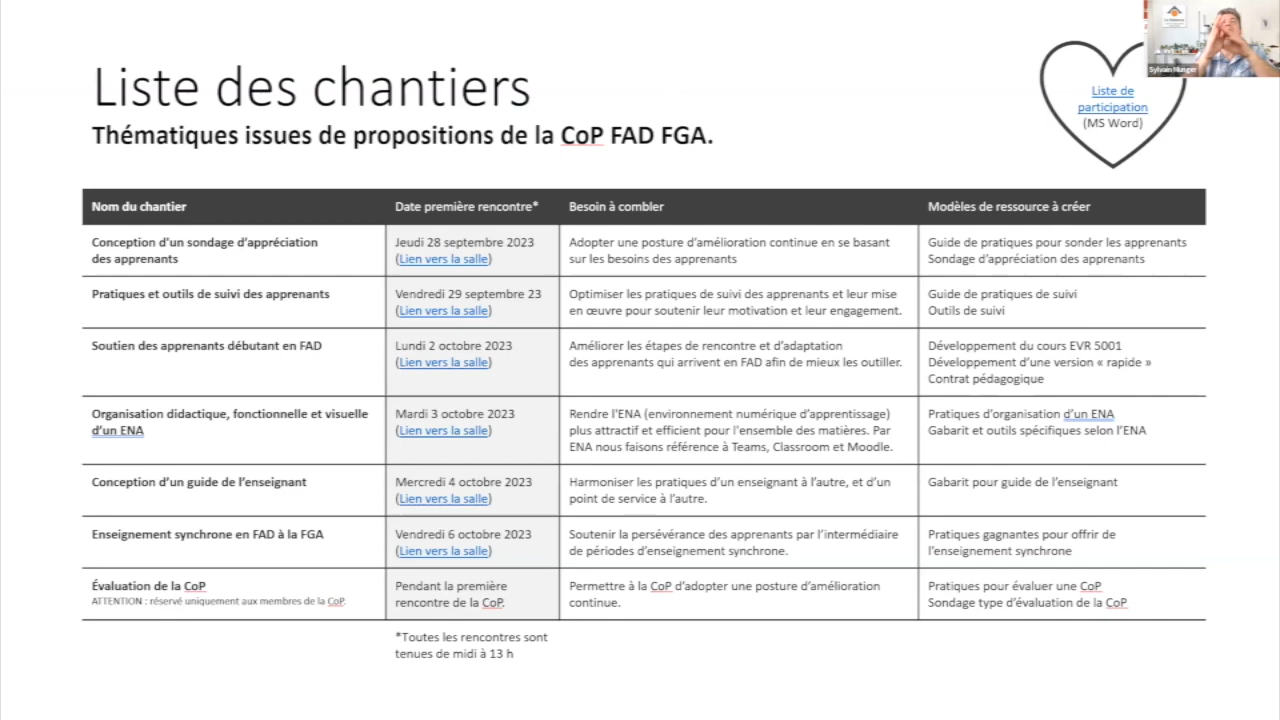 Liste des chantiers
Thématiques issues de propositions de la CoP FAD FGA.
Liste de
participation
(MS Word)
Sylvain Munger
Nom du chantier
Date première rencontre*
Besoin à combler
Modèles de ressource à créer
Conception d'un sondage d'appréciation
des apprenants
Jeudi 28 septembre 2023
(Lien vers la salle)
Adopter une posture d'amélioration continue en se basant
sur les besoins des apprenants
Guide de pratiques pour sonder les apprenants
Sondage d'appréciation des apprenants
Pratiques et outils de suivi des apprenants
Vendredi 29 septembre 23
(Lien vers la salle)
Optimiser les pratiques de suivi des apprenants et leur mise
en œuvre pour soutenir leur motivation et leur engagement.
Guide de pratiques de suivi
Outils de suivi
Soutien des apprenants débutant en FAD
Lundi 2 octobre 2023
(Lien vers la salle)
Améliorer les étapes de rencontre et d'adaptation
des apprenants qui arrivent en FAD afin de mieux les outiller.
Développement du cours EVR 5001
Développement d'une version « rapide »
Contrat pédagogique
Organisation didactique, fonctionnelle et visuelle
d'un ENA
Mardi 3 octobre 2023
(Lien vers la salle)
Rendre l'ENA (environnement numérique d'apprentissage)
plus attractif et efficient pour l'ensemble des matières. Par
ENA nous faisons référence à Teams, Classroom et Moodle.
Pratiques d'organisation d'un ENA
Gabarit et outils spécifiques selon l'ENA
Conception d'un guide de l'enseignant
Mercredi 4 octobre 2023
(Lien vers la salle)
Harmoniser les pratiques d'un enseignant à l'autre, et d'un
point de service à l'autre.
Gabarit pour guide de l'enseignant
Enseignement synchrone en FAD à la FGA
Vendredi 6 octobre 2023
(Lien vers la salle)
Soutenir la persévérance des apprenants par l'intermédiaire
de périodes d'enseignement synchrone.
Pratiques gagnantes pour offrir de
l'enseignement synchrone
Évaluation de la CoP
ATTENTION : réservé uniquement aux membres de la CoP.
Pendant la première
rencontre de la CoP.
Permettre à la CoP d'adopter une posture d'amélioration
continue.
Pratiques pour évaluer une CoP
Sondage type d'évaluation de la CoP
*Toutes les rencontres sont
tenues de midi à 13 h